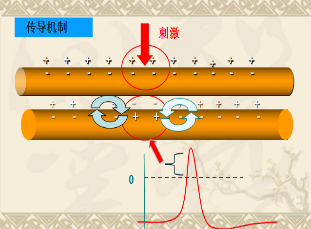 传导机制
刺激
+ + + + + + + + + + +
- - - - - - - - - - -
+ + - - + + + +
- - - + + - - - -
0